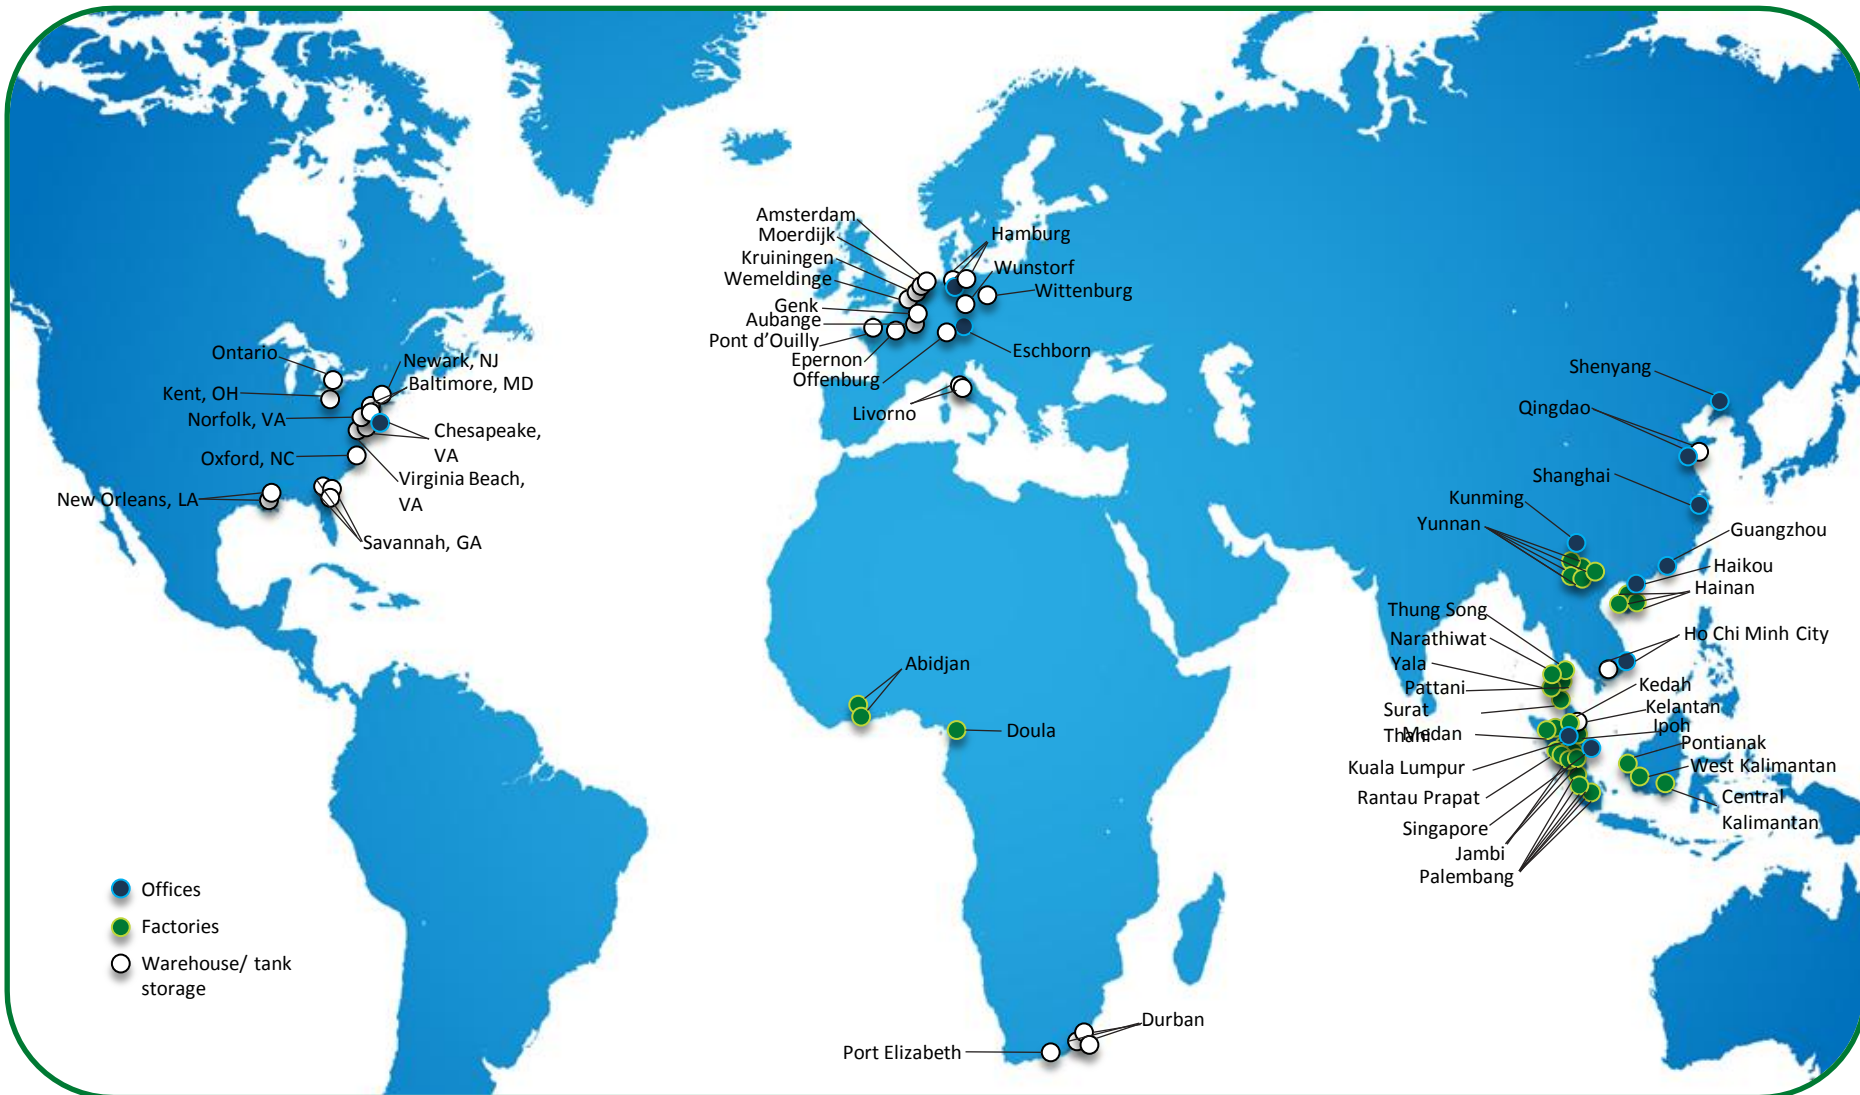 Amsterdam
Moerdijk
Kruiningen
Wemeldinge
Genk
Aubange
Pont d'Ouilly
Epernon
Offenburg
Livorno
Hamburg
Wunstorf
Wittenburg
Eschborn
Ontario
Kent, OH
Norfolk, VA
Oxford, NC
New Orleans, LA
Newark, NJ
Baltimore, MD
Chesapeake,
VA
Virginia Beach,
VA
Savannah, GA
Shenyang
Qingdao
Shanghai
Kunming
Yunnan
Guangzhou
Haikou
Hainan
Ho Chi Minh City
Thung Song
Narathiwat
Yala
Pattani
Surat
Thani
Medan
Kuala Lumpur
Rantau Prapat
Singapore
Jambi
Palembang
Kedah
Kelantan
Ipoh
Pontianak
West Kalimantan
Central
Kalimantan
Abidjan
Doula
Durban
Port Elizabeth
Offices
Factories
Warehouse/ tank
storage